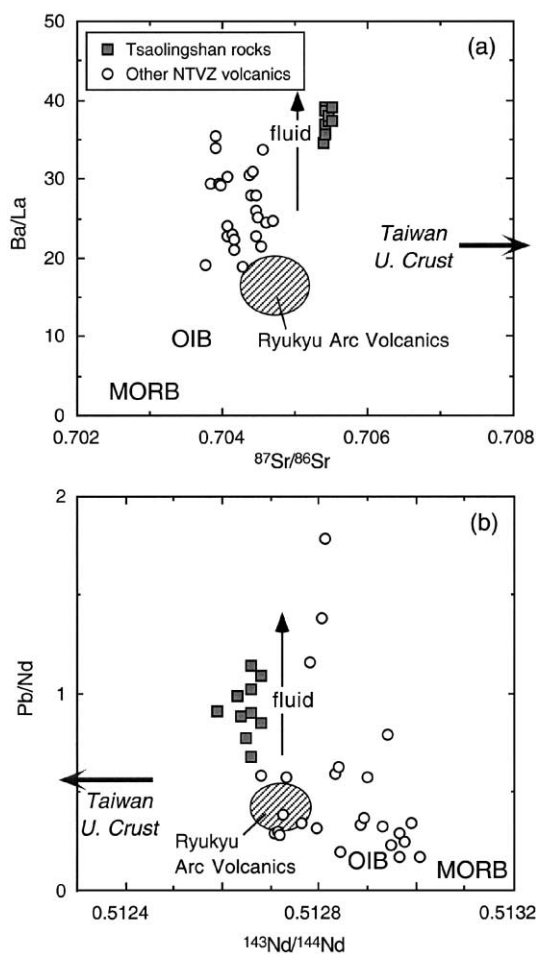 (a)
Tsaolingshan rocks
Other NTVZ volcanics
fluid
Taiwan
U. Crust
OIB
Ryukyu Arc Volcanics
MORB
50
40
30
20
10
0
Ba/La
0.702
0.704
0.706
0.708
⁸⁷Sr/⁸⁶Sr
(b)
fluid
Taiwan
U. Crust
Ryukyu
Arc Volcanics
OIB
MORB
2
1
0
Pb/Nd
0.5124
0.5128
0.5132
¹⁴³Nd/¹⁴⁴Nd